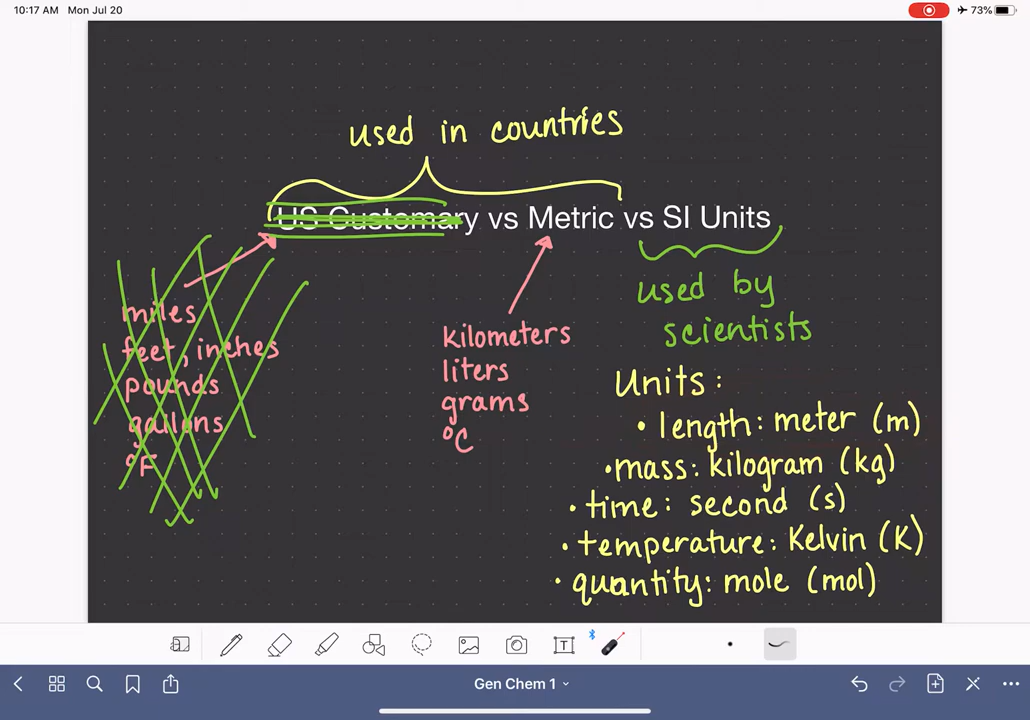 10:17 AM Mon Jul 20
73%
used in countries
US Customary vs Metric vs SI Units
used by
scientists
miles
feet, inches
pounds
gallons
°F
kilometers
liters
grams
°C
Units:
• length: meter (m)
• mass: kilogram (kg)
• time: second (s)
• temperature: Kelvin (K)
• quantity: mole (mol)
T
Gen Chem 1